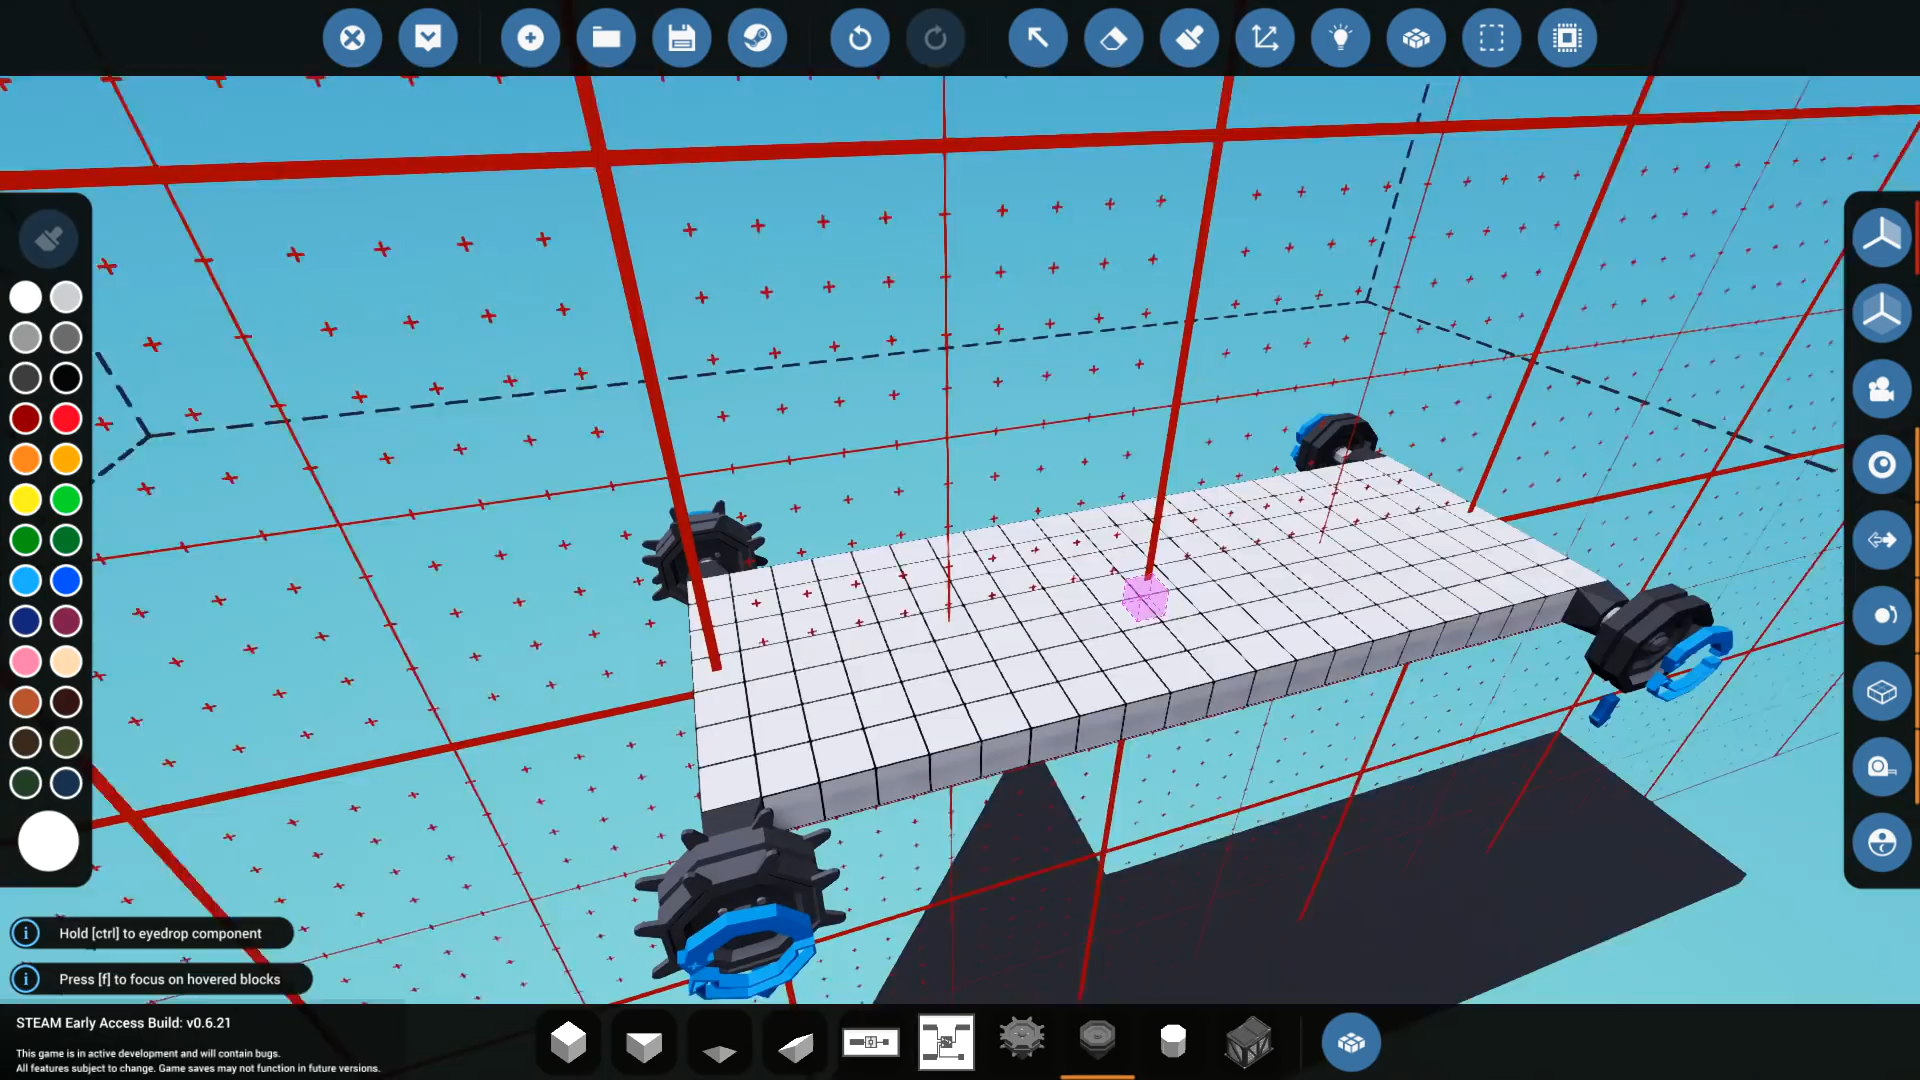 Hold [ctrl] to eyedrop component
Press [f] to focus on hovered blocks
STEAM Early Access Build: v0.6.21
This game is in active development and will contain bugs.
All features subject to change. Game saves may not function in future versions.